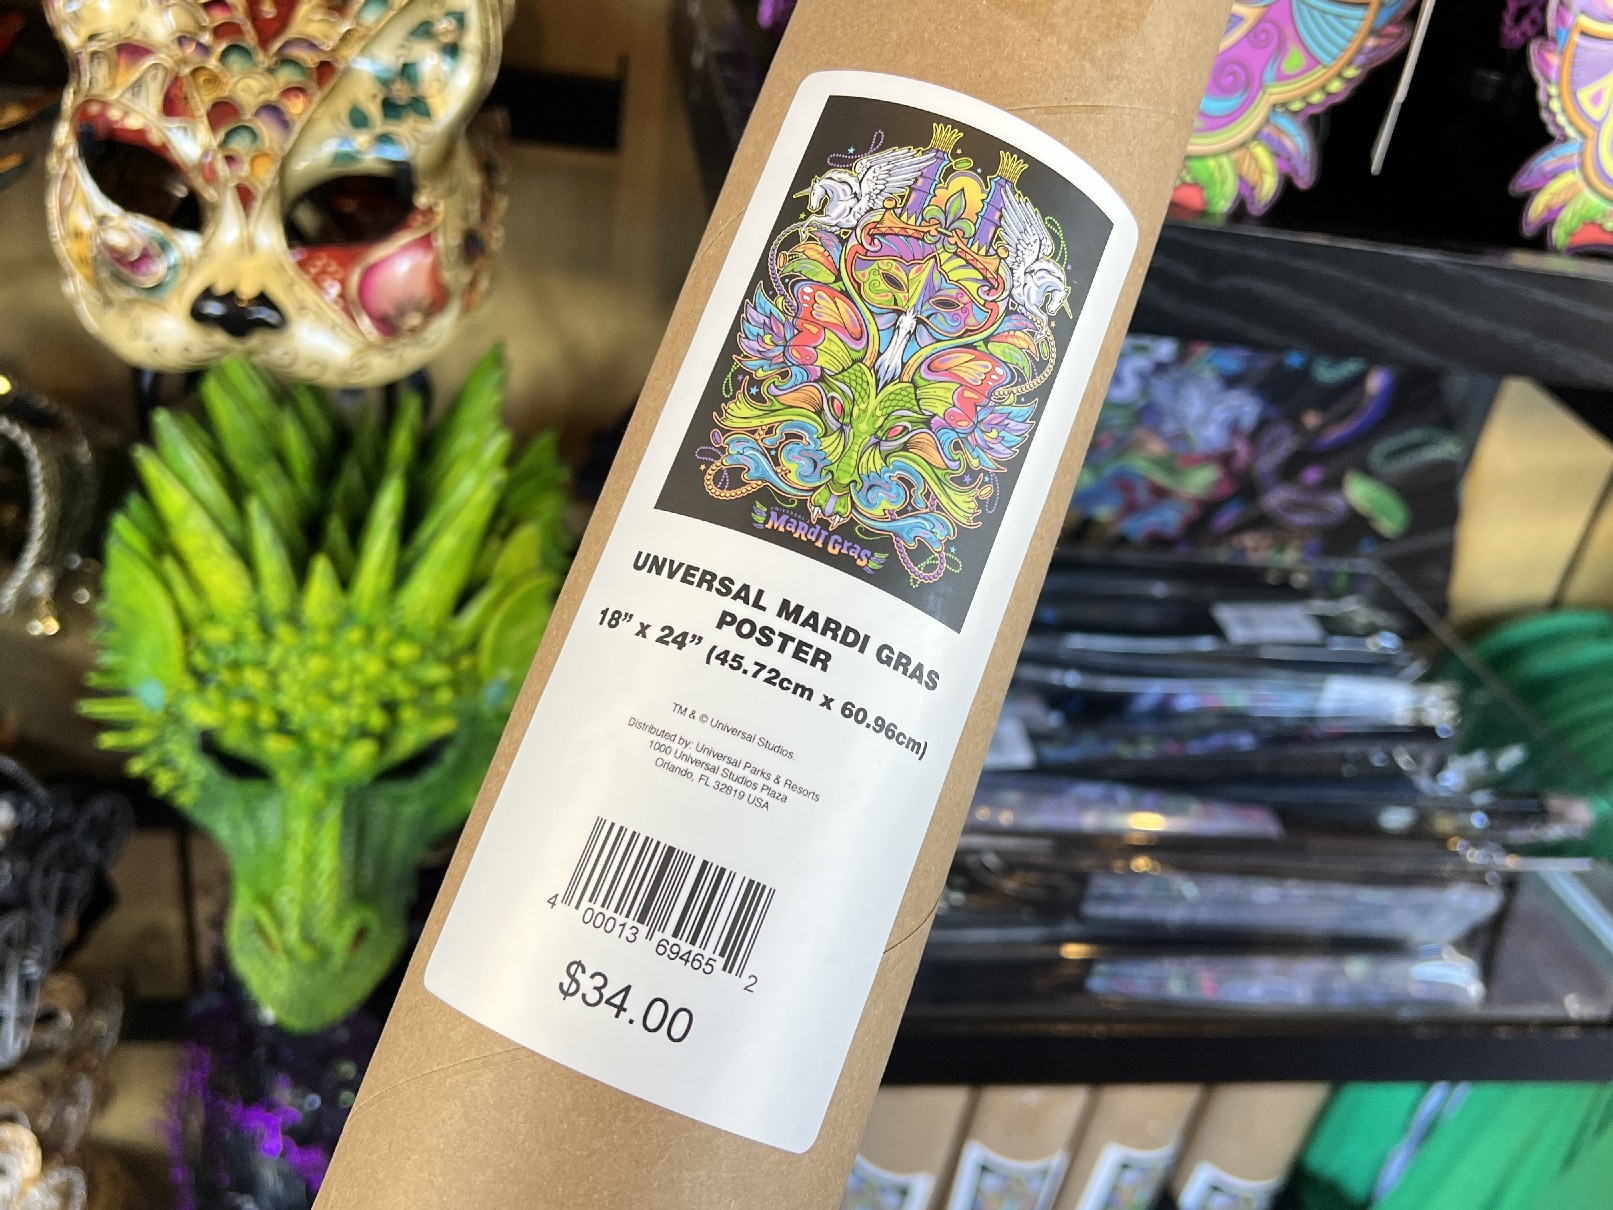 UNIVERSAL
Mardi Gras
UNVERSAL MARDI GRAS
POSTER
18” x 24” (45.72cm x 60.96cm)
TM & © Universal Studios.
Distributed by: Universal Parks & Resorts
1000 Universal Studios Plaza
Orlando, FL 32819 USA
4 00013 69465 2
$34.00